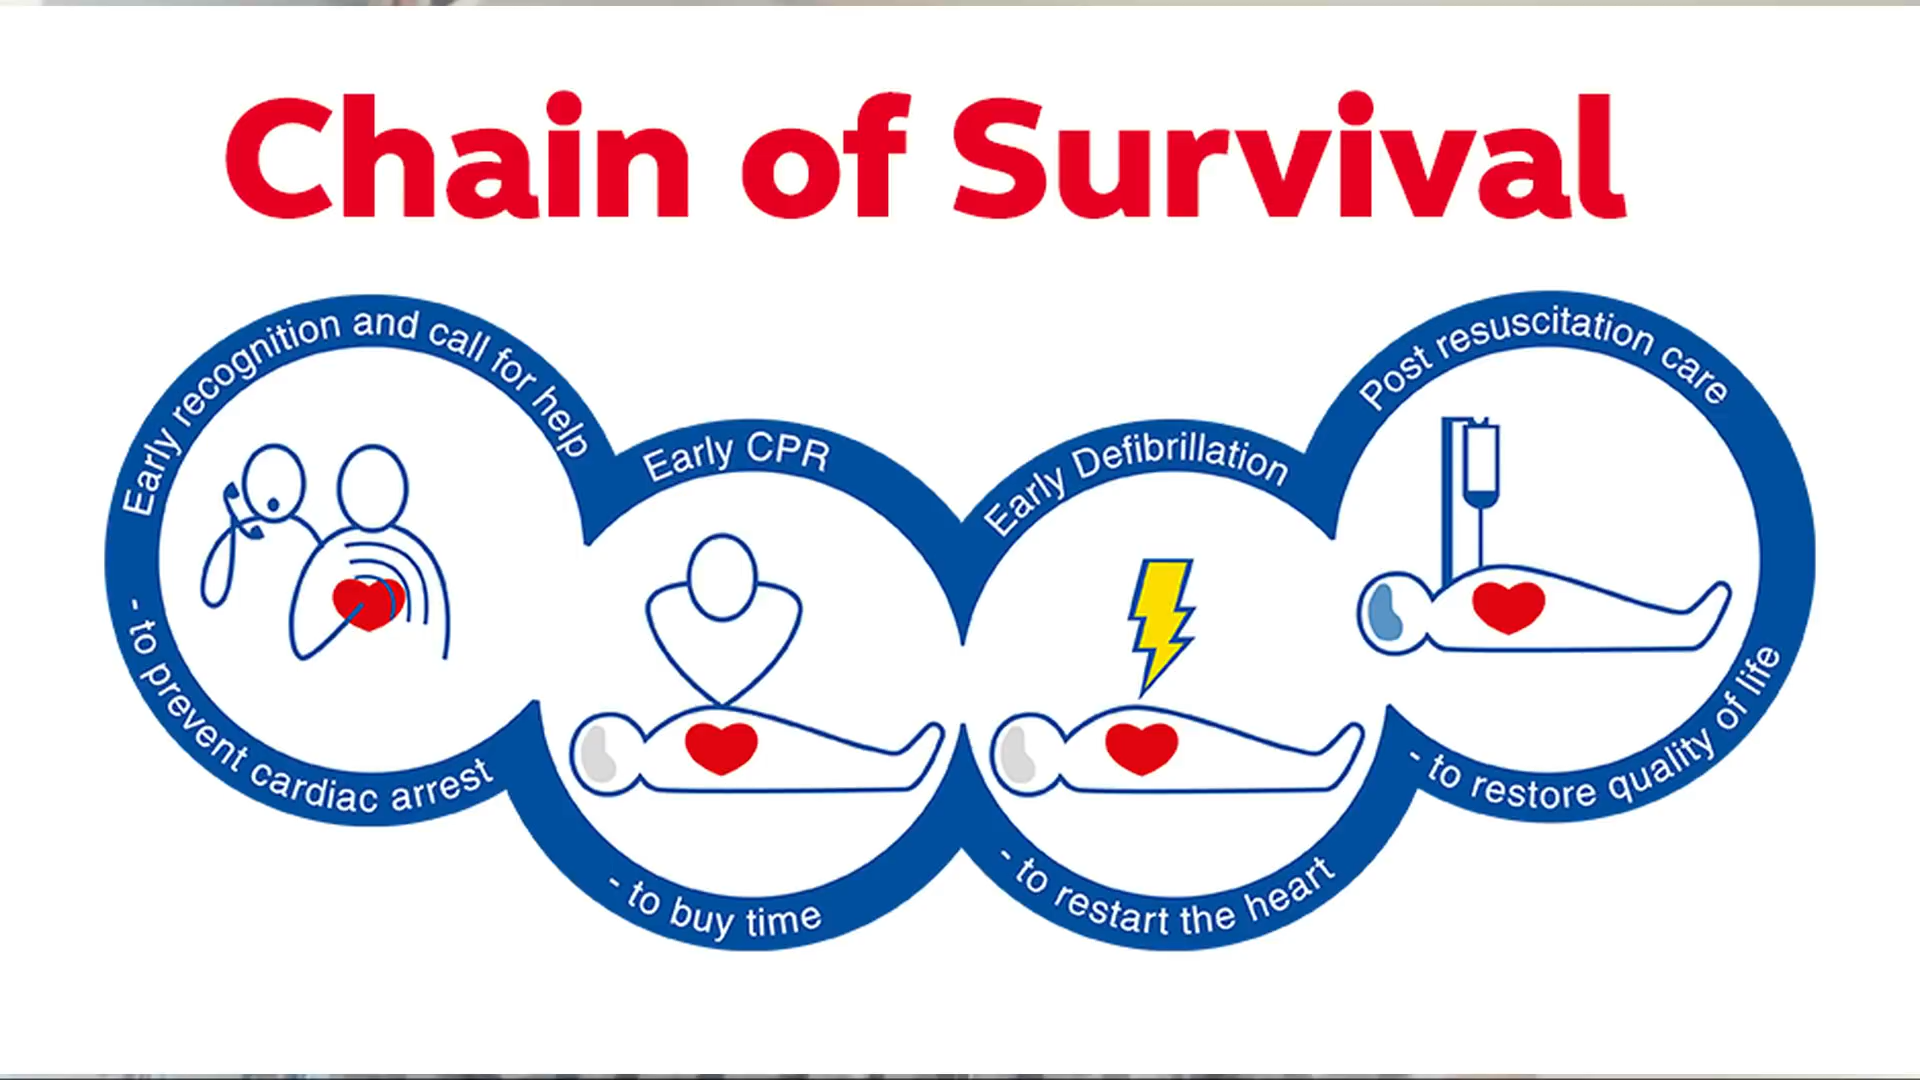 Chain of Survival
Early recognition and call for help
- to prevent cardiac arrest
Early CPR
- to buy time
Early Defibrillation
- to restart the heart
Post resuscitation care
- to restore quality of life